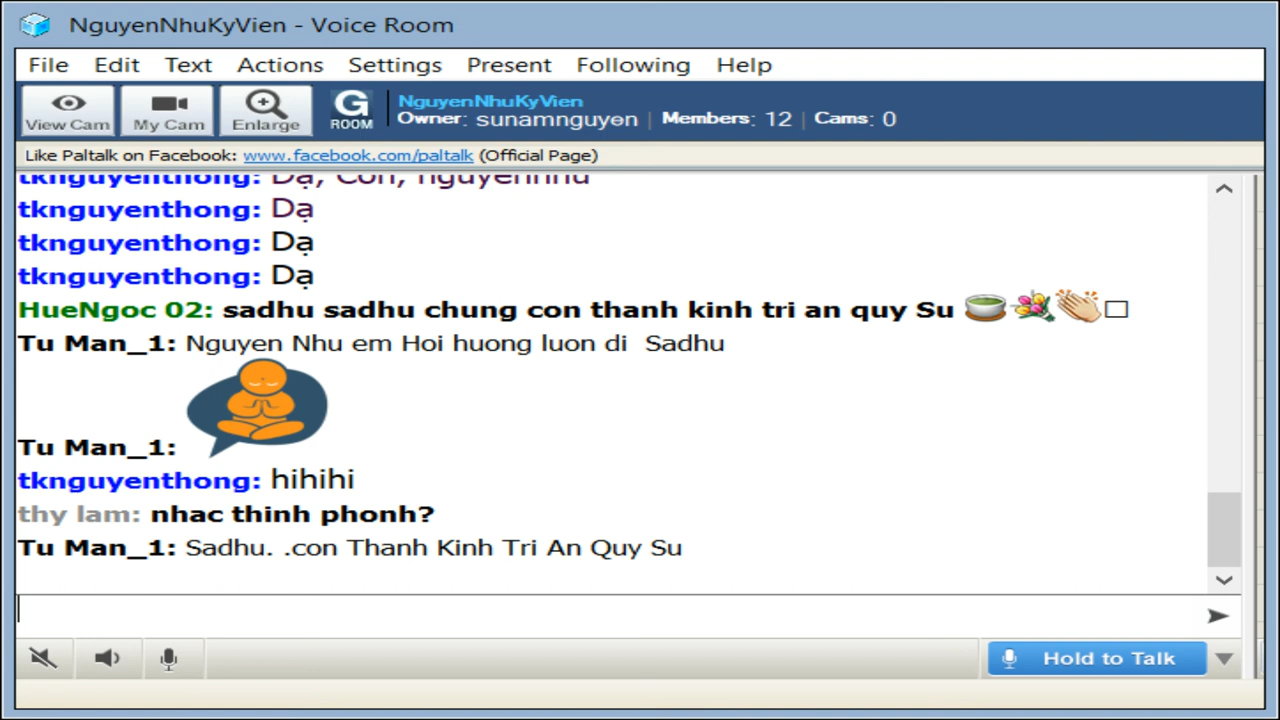 NguyenNhuKyVien - Voice Room
File Edit Text Actions Settings Present Following Help
View Cam My Cam Enlarge G ROOM
NguyenNhuKyVien
Owner: sunamnguyen | Members: 12 | Cams: 0
Like Paltalk on Facebook: www.facebook.com/paltalk (Official Page)
tknguyenthong: Dạ, Con, nguyennhu
tknguyenthong: Dạ
tknguyenthong: Dạ
tknguyenthong: Dạ
HueNgoc 02: sadhu sadhu chung con thanh kinh tri an quy Su
Tu Man_1: Nguyen Nhu em Hoi huong luon di Sadhu
Tu Man_1:
tknguyenthong: hihihi
thy lam: nhac thinh phonh?
Tu Man_1: Sadhu. .con Thanh Kinh Tri An Quy Su
Hold to Talk